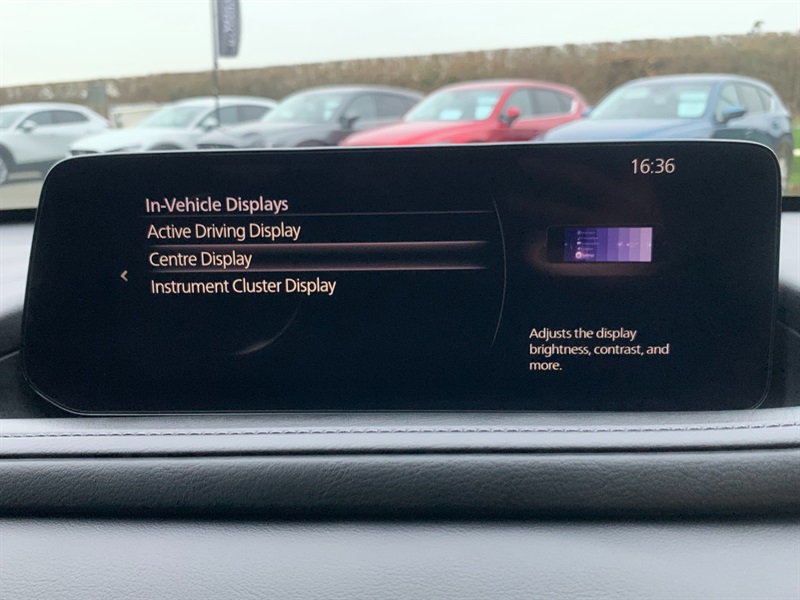 16:36
In-Vehicle Displays
Active Driving Display
Centre Display
Instrument Cluster Display
Adjusts the display
brightness, contrast, and
more.